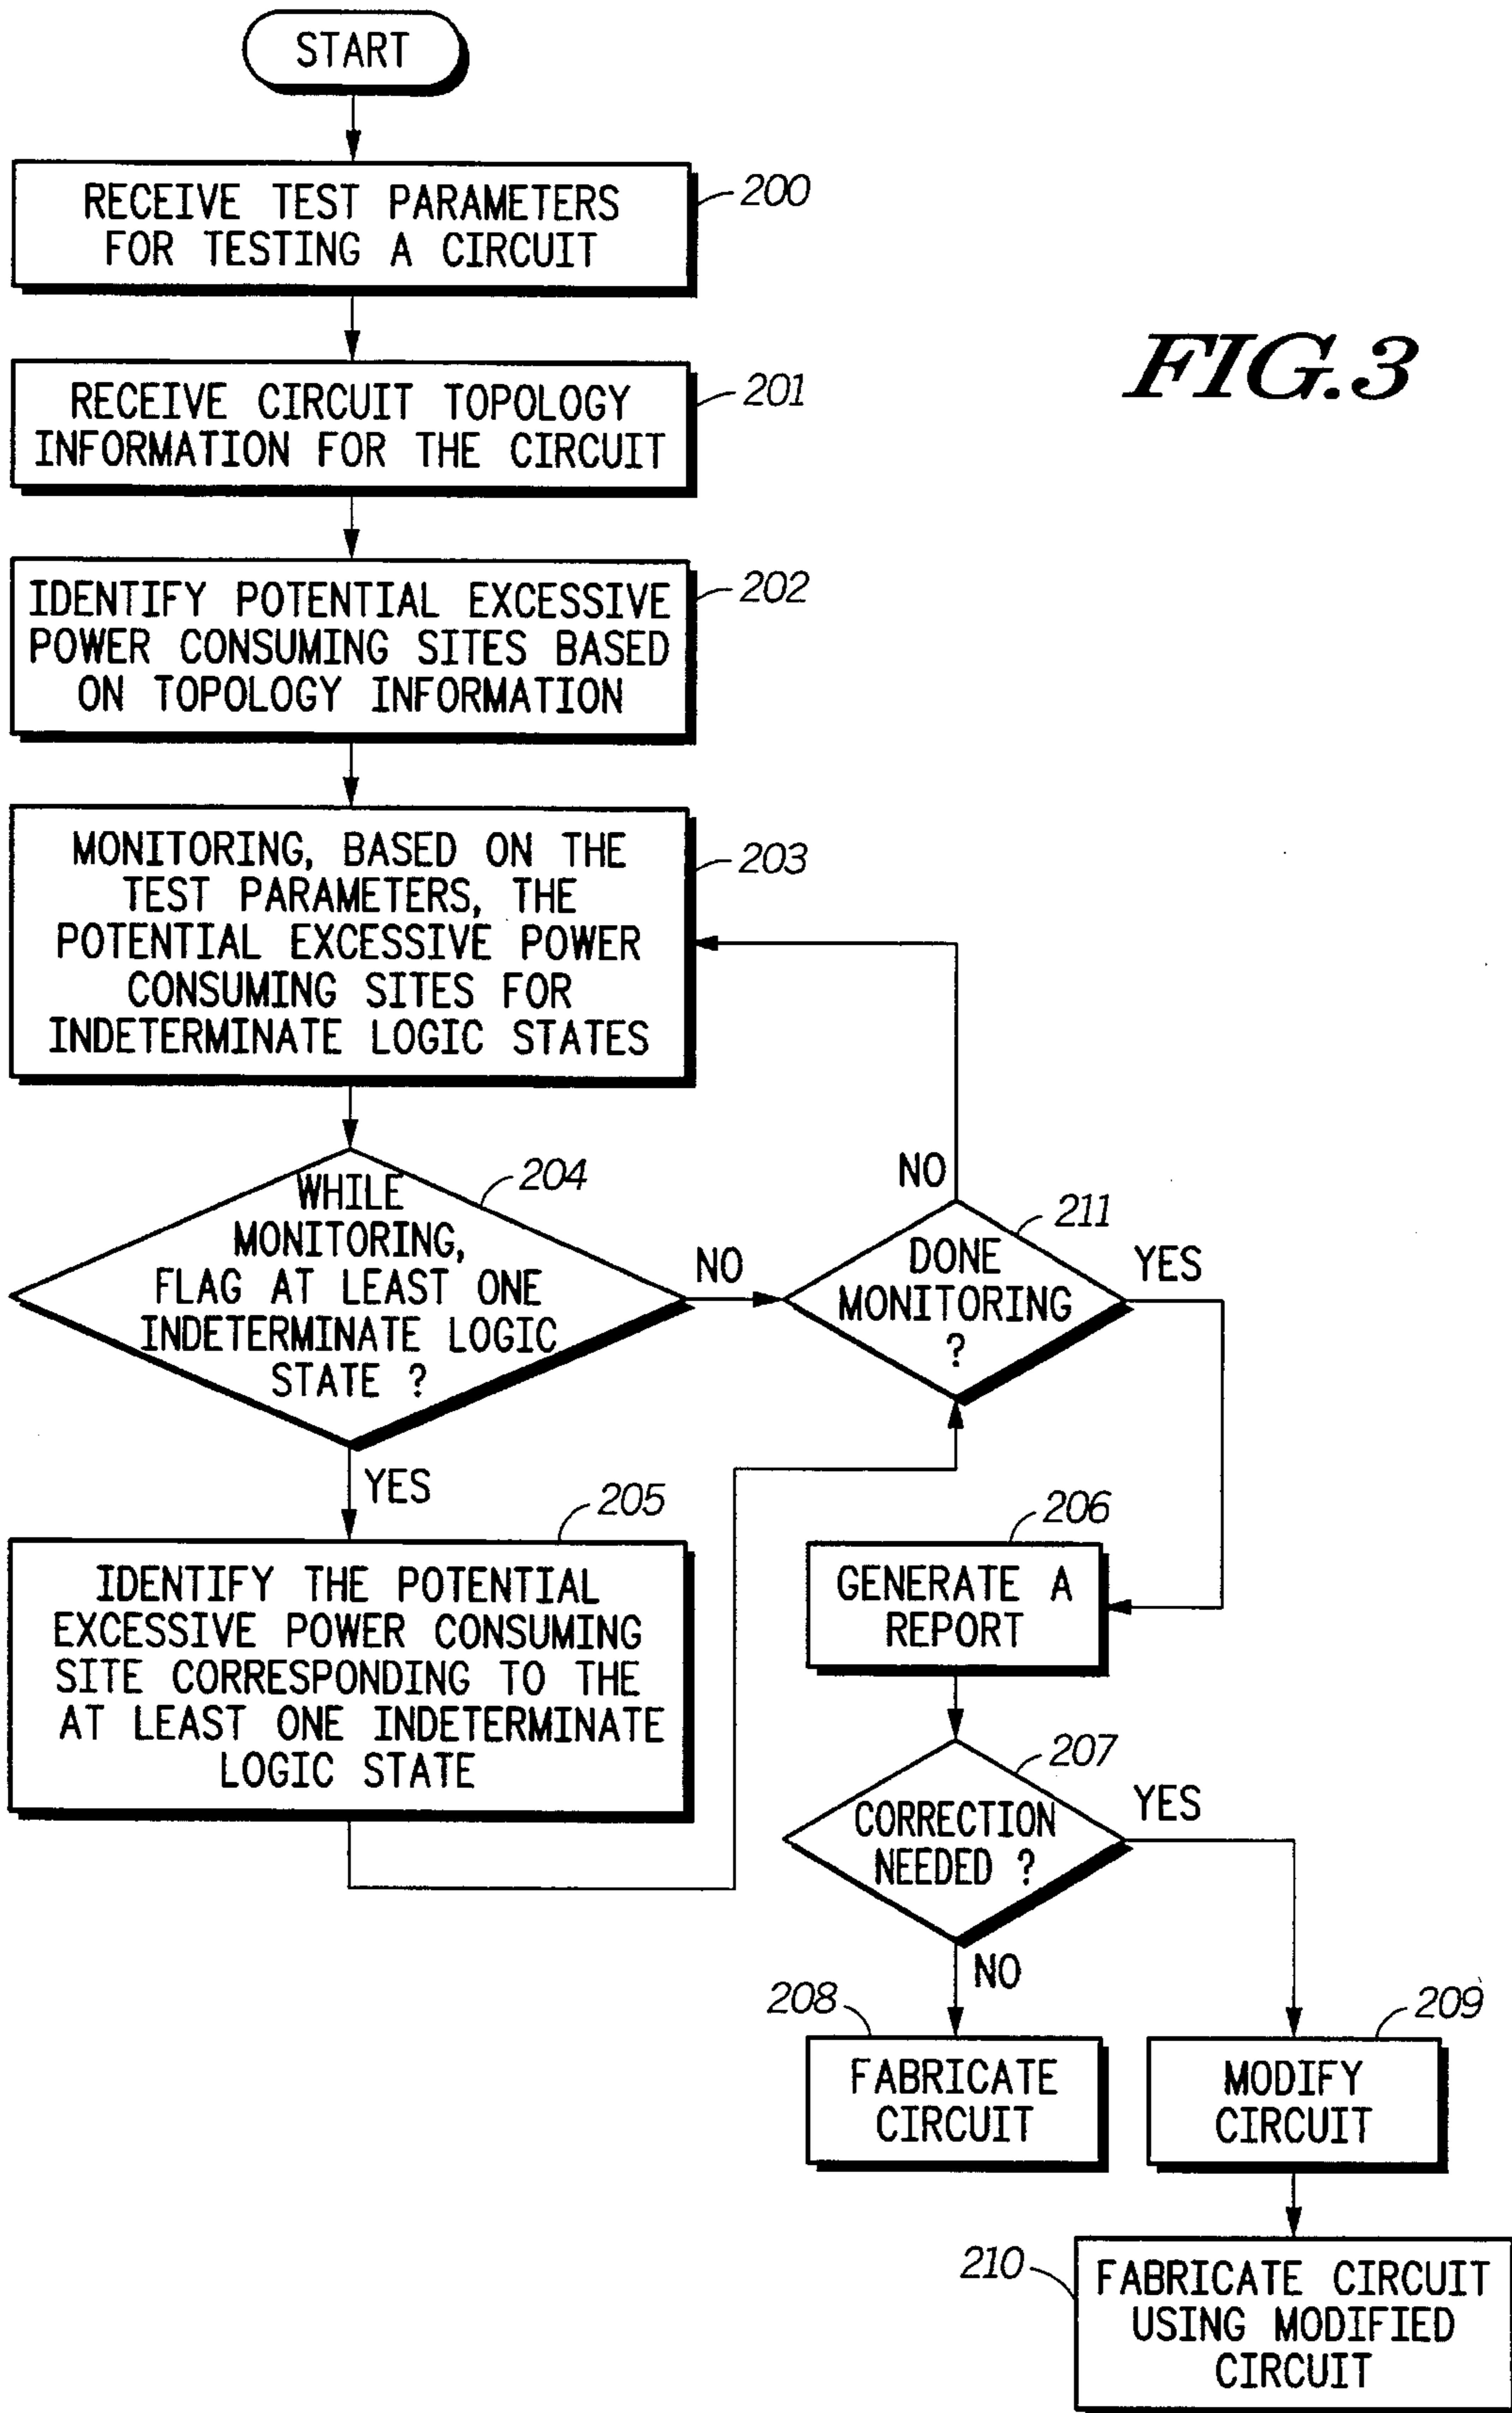 START
RECEIVE TEST PARAMETERS
FOR TESTING A CIRCUIT
200
FIG.3
RECEIVE CIRCUIT TOPOLOGY
INFORMATION FOR THE CIRCUIT
201
IDENTIFY POTENTIAL EXCESSIVE
POWER CONSUMING SITES BASED
ON TOPOLOGY INFORMATION
202
MONITORING, BASED ON THE
TEST PARAMETERS, THE
POTENTIAL EXCESSIVE POWER
CONSUMING SITES FOR
INDETERMINATE LOGIC STATES
203
WHILE
MONITORING,
FLAG AT LEAST ONE
INDETERMINATE LOGIC
STATE ?
204
NO
YES
DONE
MONITORING
?
211
NO
YES
IDENTIFY THE POTENTIAL
EXCESSIVE POWER CONSUMING
SITE CORRESPONDING TO THE
AT LEAST ONE INDETERMINATE
LOGIC STATE
205
GENERATE A
REPORT
206
CORRECTION
NEEDED ?
207
YES
NO
FABRICATE
CIRCUIT
208
MODIFY
CIRCUIT
209
FABRICATE CIRCUIT
USING MODIFIED
CIRCUIT
210